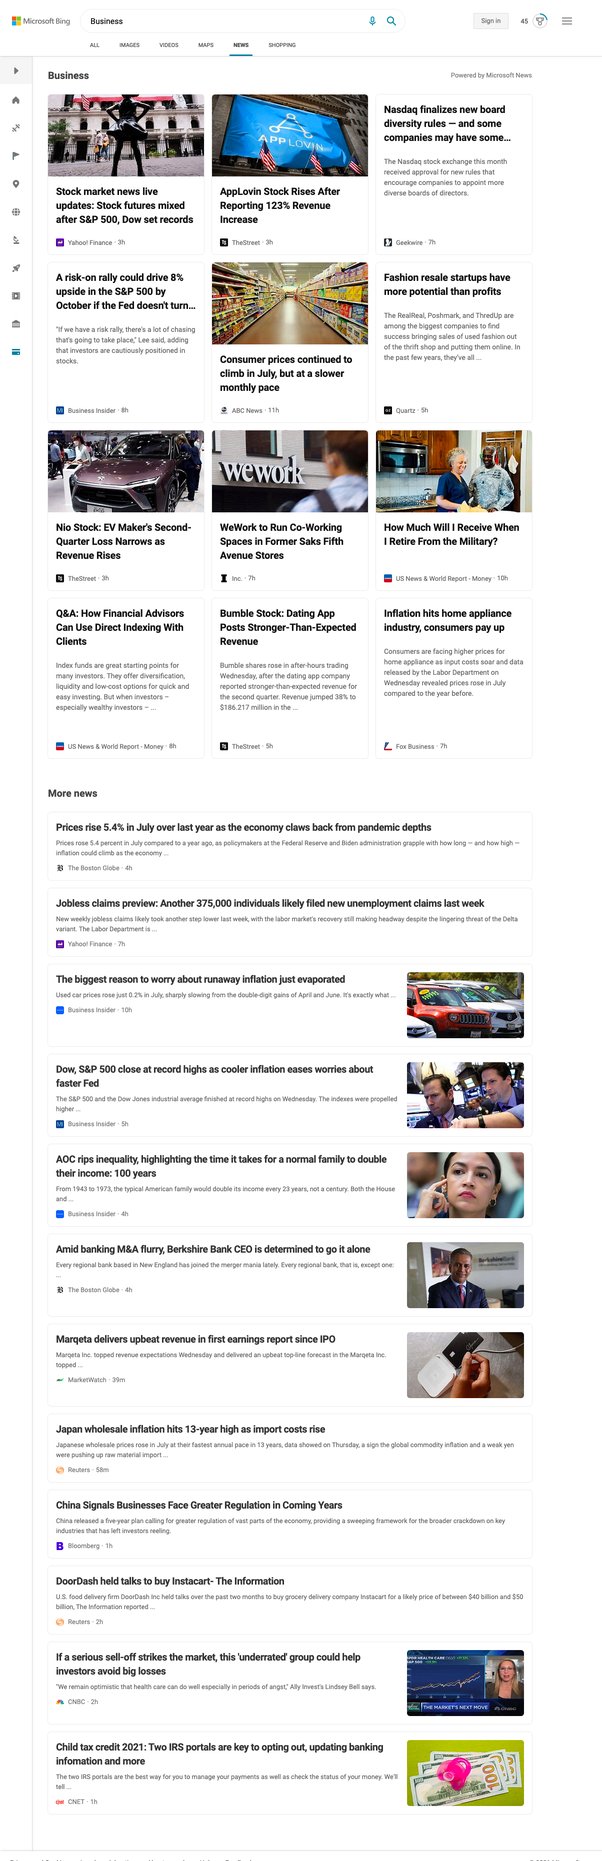 Microsoft Bing
Business
Sign in
45
ALL
IMAGES
VIDEOS
MAPS
NEWS
SHOPPING
Business
Powered by Microsoft News
APPLOVIN
Stock market news live
updates: Stock futures mixed
after S&P 500, Dow set records
Yahoo! Finance · 3h
AppLovin Stock Rises After
Reporting 123% Revenue
Increase
TheStreet · 3h
Nasdaq finalizes new board
diversity rules — and some
companies may have some...
The Nasdaq stock exchange this month
received approval for new rules that
encourage companies to appoint more
diverse boards of directors.
Geekwire · 7h
A risk-on rally could drive 8%
upside in the S&P 500 by
October if the Fed doesn't turn...
"If we have a risk rally, there's a lot of chasing
that's going to take place," Lee said, adding
that investors are cautiously positioned in
stocks.
Business Insider · 8h
Consumer prices continued to
climb in July, but at a slower
monthly pace
ABC News · 11h
Fashion resale startups have
more potential than profits
The RealReal, Poshmark, and ThredUp are
among the biggest companies to find
success bringing sales of used fashion out
of the thrift shop and putting them online. In
the past few years, they've all ...
Quartz · 5h
Nio Stock: EV Maker's Second-
Quarter Loss Narrows as
Revenue Rises
TheStreet · 3h
wework
WeWork to Run Co-Working
Spaces in Former Saks Fifth
Avenue Stores
Inc. · 7h
How Much Will I Receive When
I Retire From the Military?
US News & World Report - Money · 10h
Q&A: How Financial Advisors
Can Use Direct Indexing With
Clients
Index funds are great starting points for
many investors. They offer diversification,
liquidity and low-cost options for quick and
easy investing. But when investors –
especially wealthy investors – ...
US News & World Report - Money · 8h
Bumble Stock: Dating App
Posts Stronger-Than-Expected
Revenue
Bumble shares rose in after-hours trading
Wednesday, after the dating app company
reported stronger-than-expected revenue for
the second quarter. Revenue jumped 38% to
$186.217 million in the ...
TheStreet · 5h
Inflation hits home appliance
industry, consumers pay up
Consumers are facing higher prices for
home appliance as input costs soar and data
released by the Labor Department on
Wednesday revealed prices rose in July
compared to the year before.
Fox Business · 7h
More news
Prices rise 5.4% in July over last year as the economy claws back from pandemic depths
Prices rose 5.4 percent in July compared to a year ago, as policymakers at the Federal Reserve and Biden administration grapple with how long — and how high —
inflation could climb as the economy ...
The Boston Globe · 4h
Jobless claims preview: Another 375,000 individuals likely filed new unemployment claims last week
New weekly jobless claims likely took another step lower last week, with the labor market's recovery still making headway despite the lingering threat of the Delta
variant. The Labor Department is ...
Yahoo! Finance · 7h
The biggest reason to worry about runaway inflation just evaporated
Used car prices rose just 0.2% in July, sharply slowing from the double-digit gains of April and June. It's exactly what ...
Business Insider · 10h
Dow, S&P 500 close at record highs as cooler inflation eases worries about
faster Fed
The S&P 500 and the Dow Jones industrial average finished at record highs on Wednesday. The indexes were propelled
higher ...
Business Insider · 5h
AOC rips inequality, highlighting the time it takes for a normal family to double
their income: 100 years
From 1943 to 1973, the typical American family would double its income every 23 years, not a century. Both the House
and ...
Business Insider · 4h
Amid banking M&A flurry, Berkshire Bank CEO is determined to go it alone
Every regional bank based in New England has joined the merger mania lately. Every regional bank, that is, except one:
...
The Boston Globe · 4h
Marqeta delivers upbeat revenue in first earnings report since IPO
Marqeta Inc. topped revenue expectations Wednesday and delivered an upbeat top-line forecast in the Marqeta Inc.
topped ...
MarketWatch · 39m
Japan wholesale inflation hits 13-year high as import costs rise
Japanese wholesale prices rose in July at their fastest annual pace in 13 years, data showed on Thursday, a sign the global commodity inflation and a weak yen
were pushing up raw material import ...
Reuters · 58m
China Signals Businesses Face Greater Regulation in Coming Years
China released a five-year plan calling for greater regulation of vast parts of the economy, providing a sweeping framework for the broader crackdown on key
industries that has left investors reeling.
Bloomberg · 1h
DoorDash held talks to buy Instacart- The Information
U.S. food delivery firm DoorDash Inc held talks over the past two months to buy grocery delivery company Instacart for a likely price of between $40 billion and $50
billion, The Information reported ...
Reuters · 2h
If a serious sell-off strikes the market, this 'underrated' group could help
investors avoid big losses
"We remain optimistic that health care can do well especially in periods of angst," Ally Invest's Lindsey Bell says.
CNBC · 2h
THE MARKET'S NEXT MOVE
Child tax credit 2021: Two IRS portals are key to opting out, updating banking
infomation and more
The two IRS portals are the best way for you to manage your payments as well as check the status of your money. We'll
tell ...
CNET · 1h